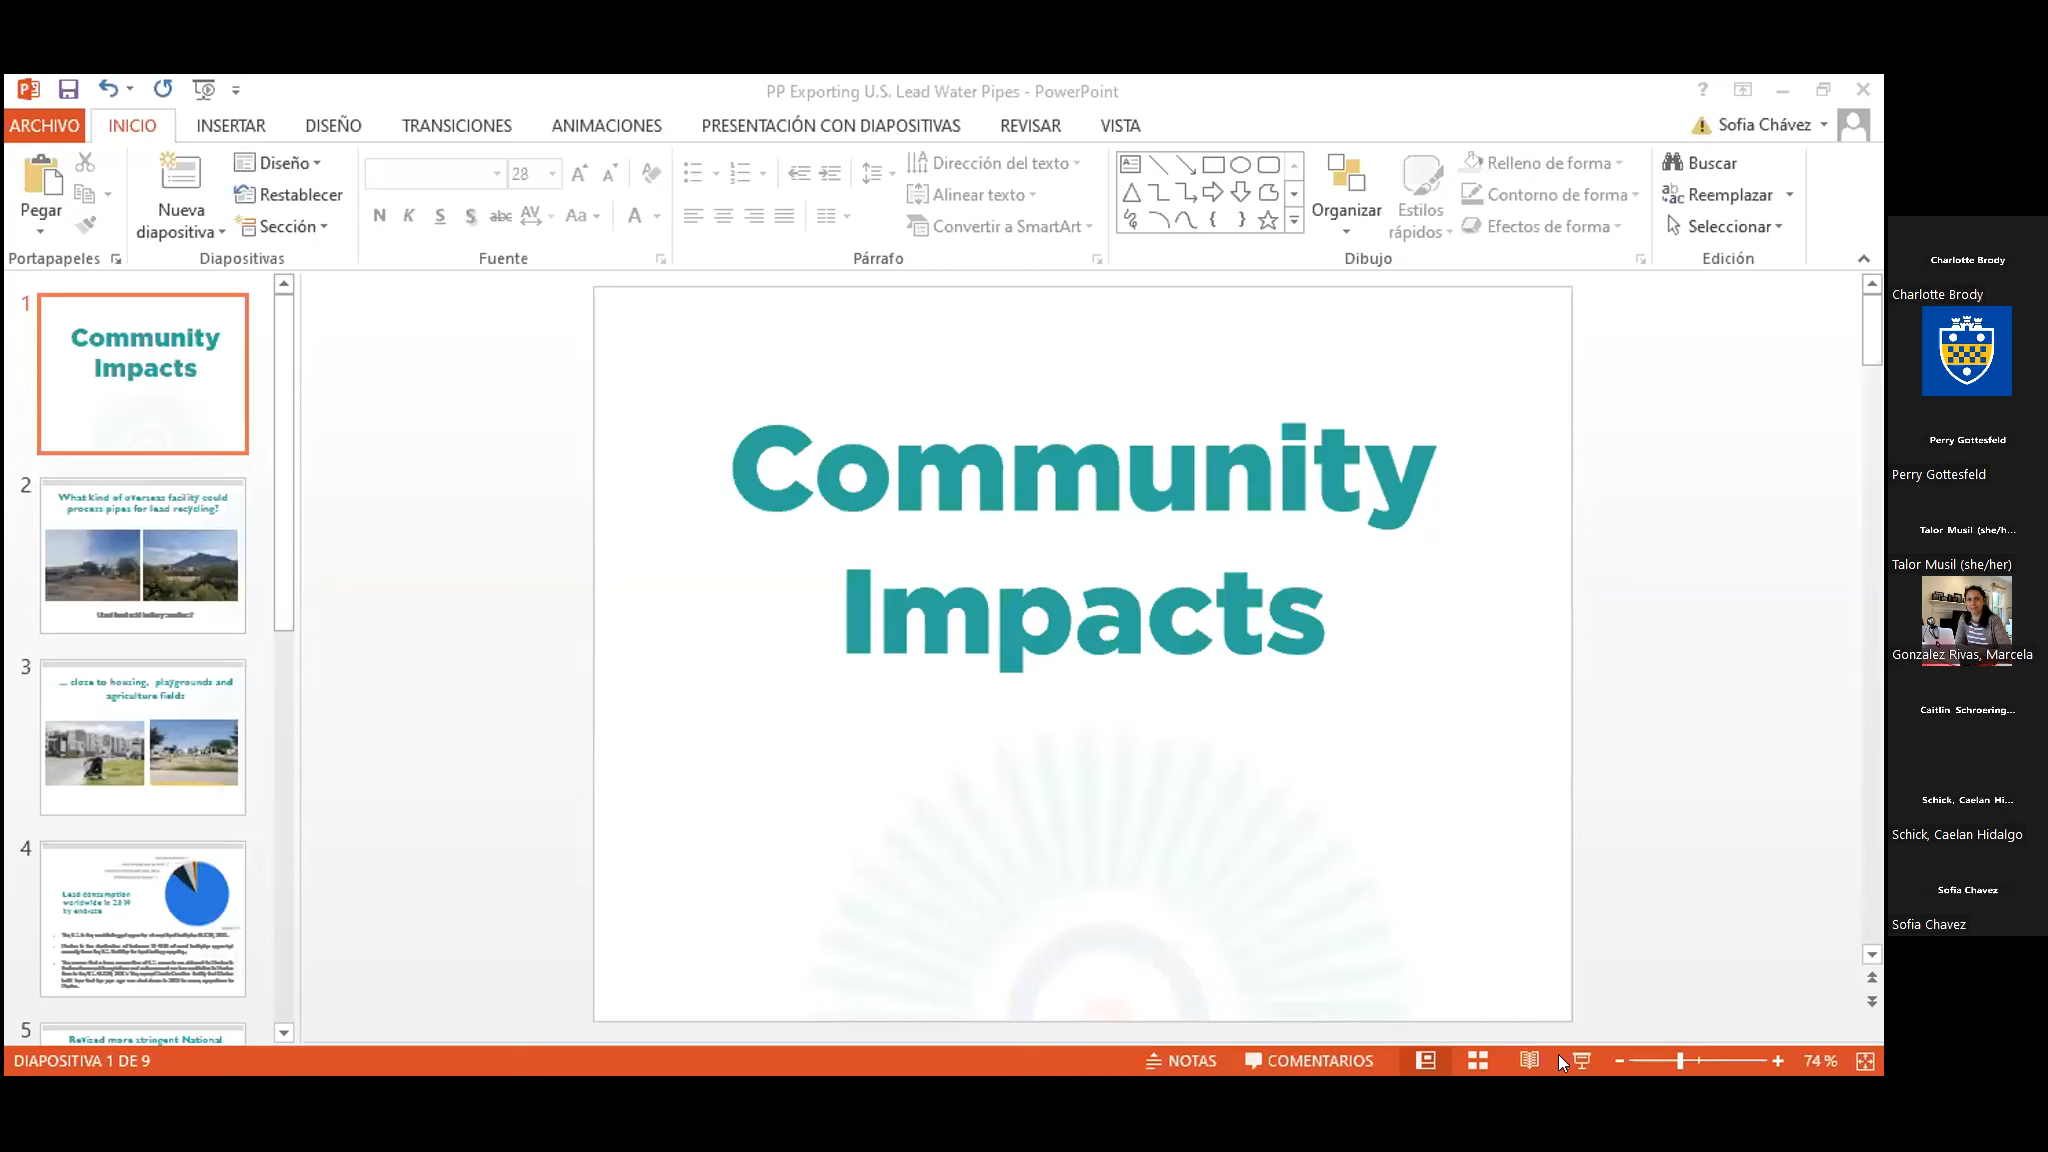 PP Exporting U.S. Lead Water Pipes - PowerPoint
ARCHIVO INICIO INSERTAR DISEÑO TRANSICIONES ANIMACIONES PRESENTACIÓN CON DIAPOSITIVAS REVISAR VISTA Sofia Chávez
Pegar
Nueva diapositiva
Diseño
Restablecer
Sección
28
N K S S abc AV Aa A
Dirección del texto
Alinear texto
Convertir a SmartArt
Organizar
Estilos rápidos
Relleno de forma
Contorno de forma
Efectos de forma
Buscar
Reemplazar
Seleccionar
Portapapeles Diapositivas Fuente Párrafo Dibujo Edición
1
Community
Impacts
2
What kind of overseas facility could
process pipes for lead recycling?
3
... close to housing, playgrounds and
agriculture fields
4
Lead consumption
worldwide in 2019
by end-use
5
Revised more stringent National
Community
Impacts
Charlotte Brody
Charlotte Brody
Perry Gottesfeld
Perry Gottesfeld
Talor Musil (she/h...
Talor Musil (she/her)
Gonzalez Rivas, Marcela
Caitlin Schroering...
Schick, Caelan Hi...
Schick, Caelan Hidalgo
Sofia Chavez
Sofia Chavez
DIAPOSITIVA 1 DE 9 NOTAS COMENTARIOS 74 %